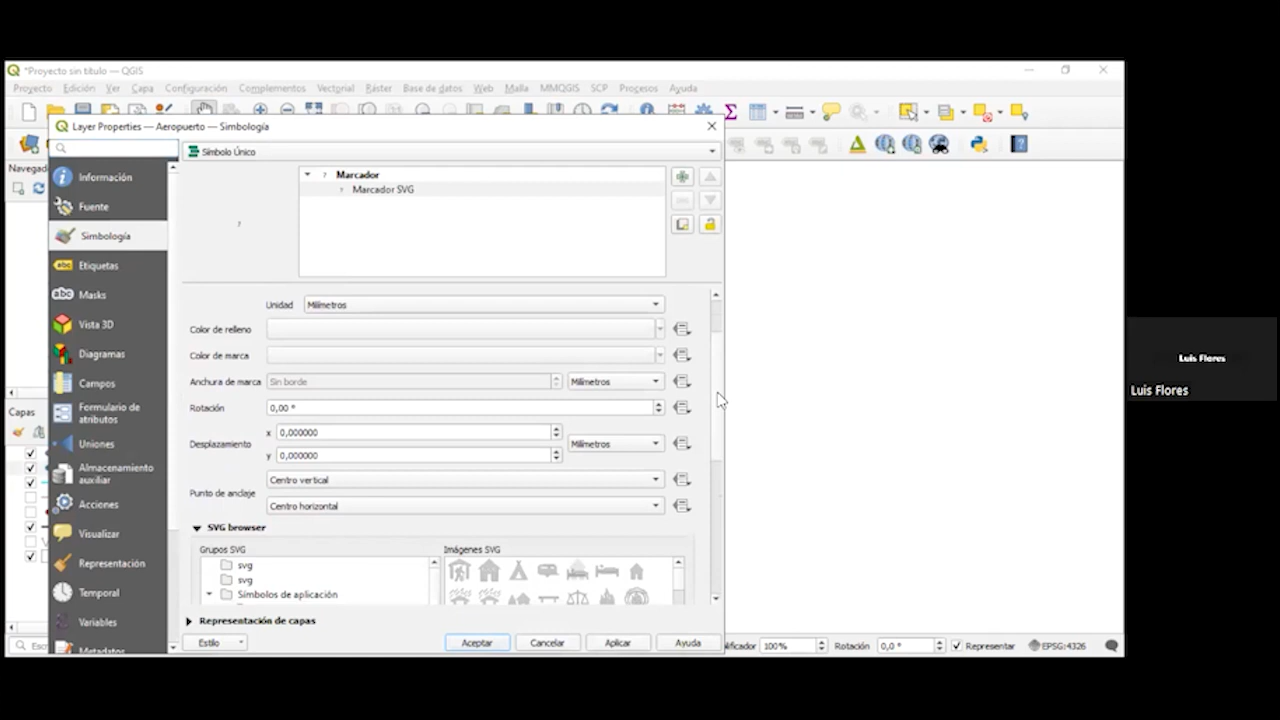 *Proyecto sin título — QGIS
Proyecto Edición Ver Capa Configuración Complementos Vectorial Ráster Base de datos Web Malla MMQGIS SCP Procesos Ayuda
Layer Properties — Aeropuerto — Simbología
Símbolo Único
Información
Fuente
Simbología
Etiquetas
Masks
Vista 3D
Diagramas
Campos
Formulario de
atributos
Uniones
Almacenamiento
auxiliar
Acciones
Visualizar
Representación
Temporal
Variables
Metadatos
Navegad
Capas
Marcador
Marcador SVG
Unidad Milímetros
Color de relleno
Color de marca
Anchura de marca Sin borde Milímetros
Rotación 0,00 °
Desplazamiento x 0,000000 Milímetros
y 0,000000
Punto de anclaje Centro vertical
Centro horizontal
SVG browser
Grupos SVG Imágenes SVG
svg
svg
Símbolos de aplicación
Representación de capas
Estilo Aceptar Cancelar Aplicar Ayuda
ificador 100% Rotación 0,0 ° Representar EPSG:4326
Luis Flores
Luis Flores